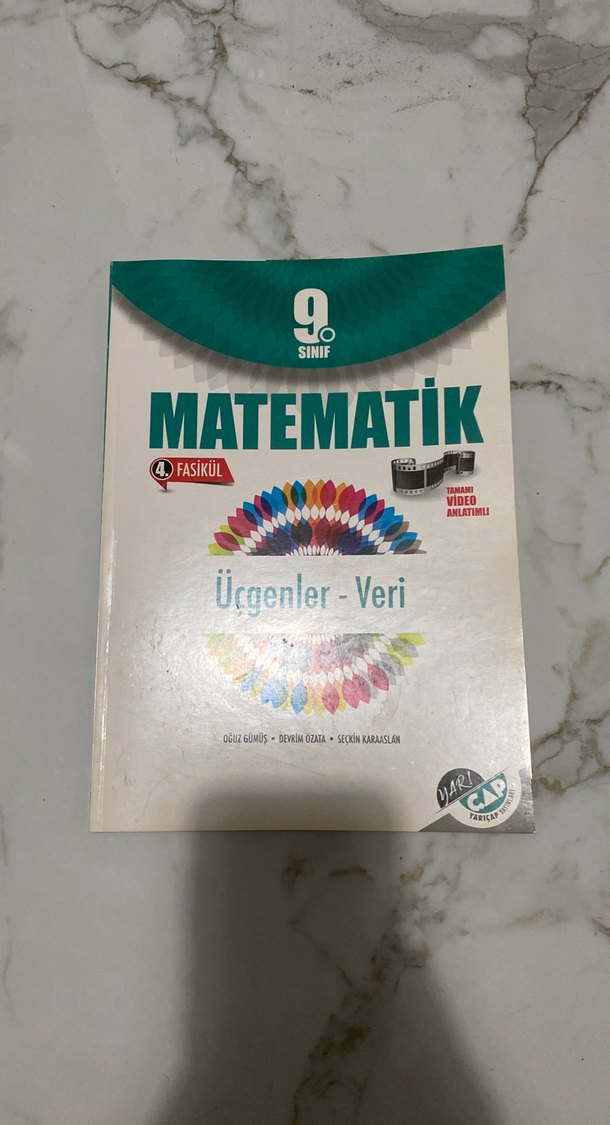 9.
SINIF
MATEMATİK
4. FASİKÜL
TAMAMI
VİDEO
ANLATIMLI
Üçgenler - Veri
OĞUZ GÜMÜŞ • DEVRİM ÖZATA • SEÇKİN KARAASLAN
YARI
ÇAP
YARIÇAP YAYINLARI